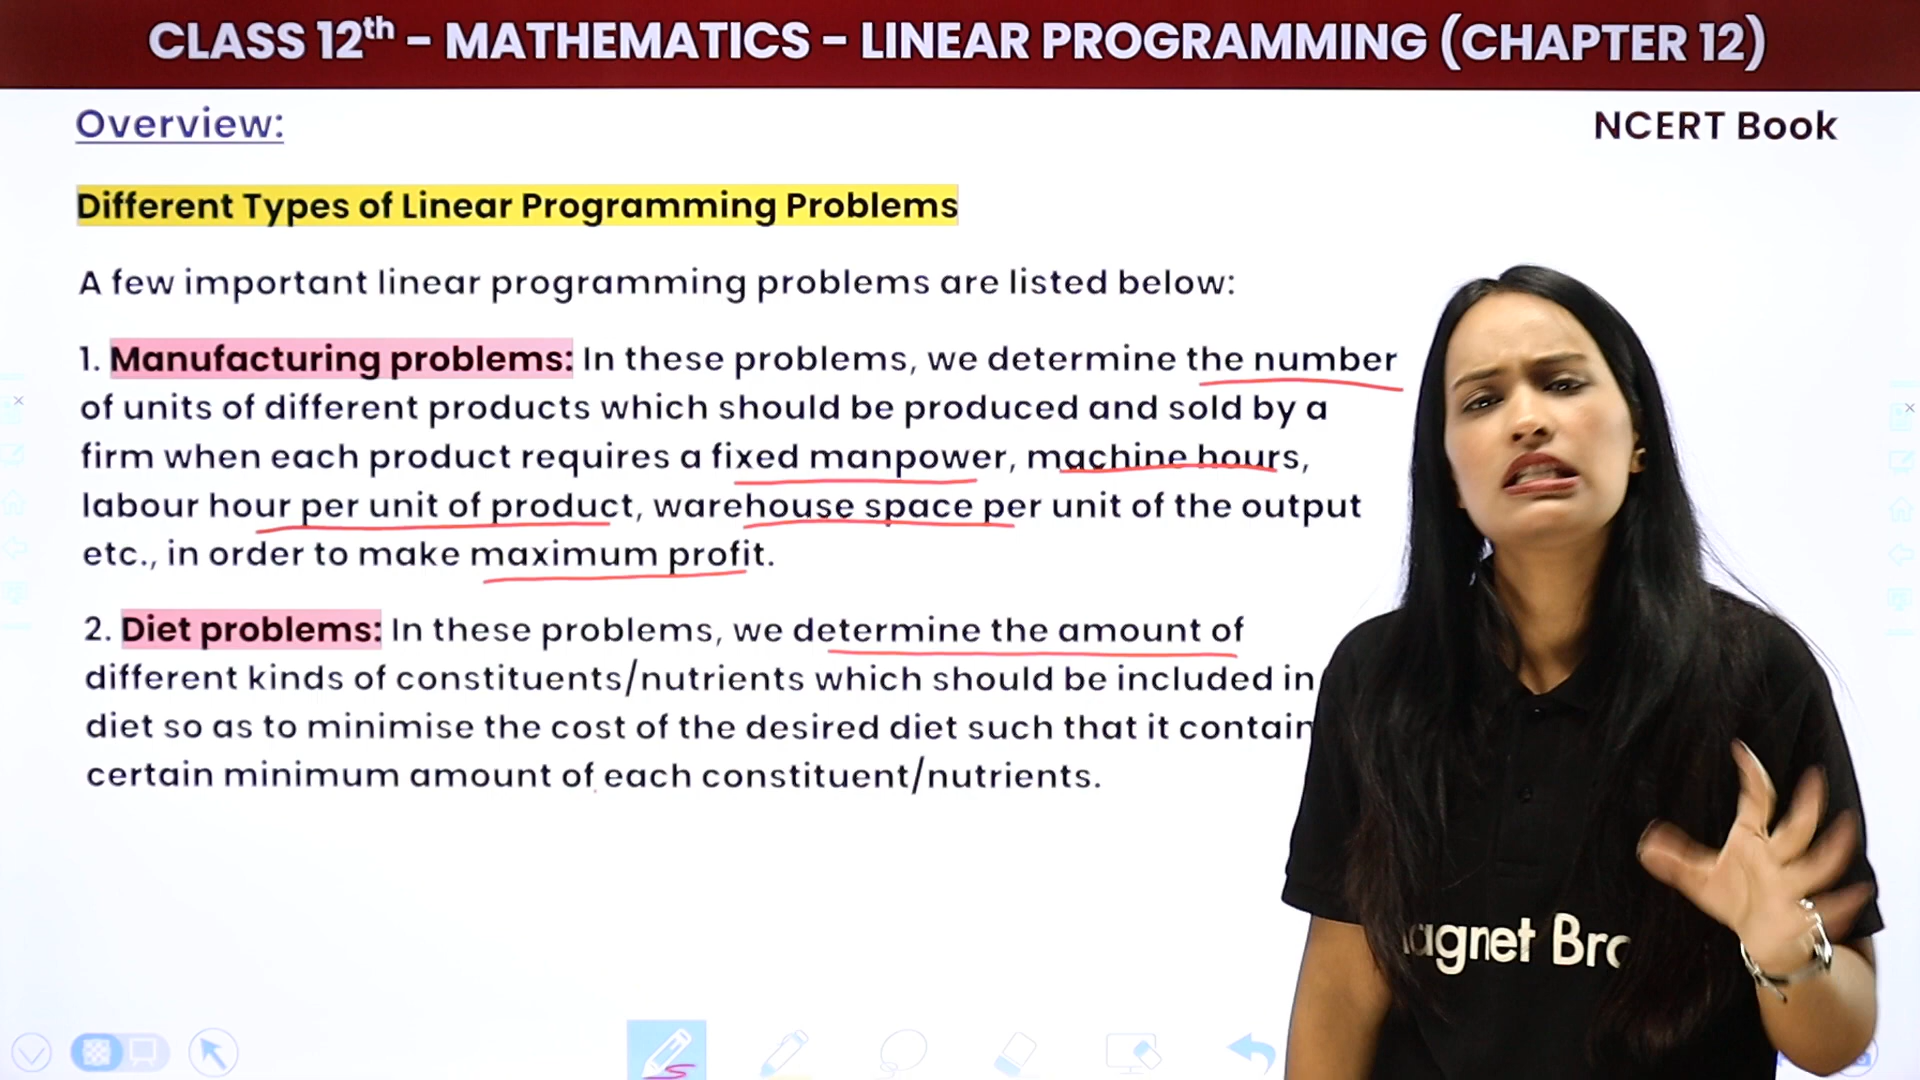 CLASS 12th - MATHEMATICS - LINEAR PROGRAMMING (CHAPTER 12)
Overview:
NCERT Book
Different Types of Linear Programming Problems
A few important linear programming problems are listed below:
1. Manufacturing problems: In these problems, we determine the number
of units of different products which should be produced and sold by a
firm when each product requires a fixed manpower, machine hours,
labour hour per unit of product, warehouse space per unit of the output
etc., in order to make maximum profit.
2. Diet problems: In these problems, we determine the amount of
different kinds of constituents/nutrients which should be included in
diet so as to minimise the cost of the desired diet such that it contain
certain minimum amount of each constituent/nutrients.
agnet Bro